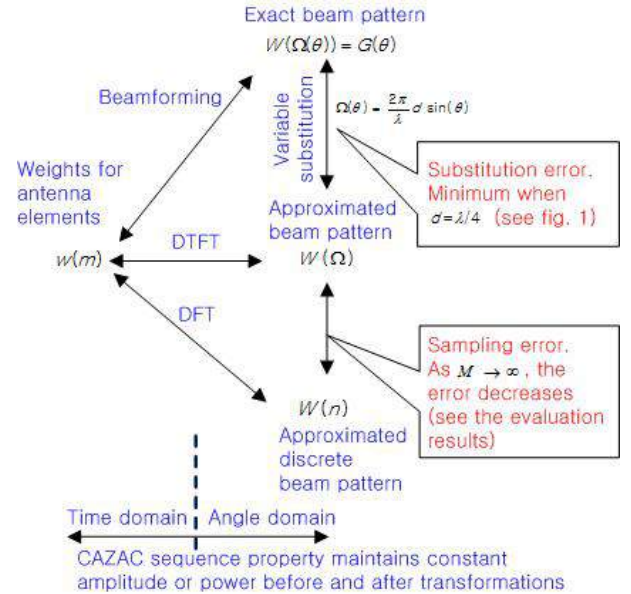 Exact beam pattern
W(Ω(θ)) = G(θ)
Beamforming
Variable
substitution
Ω(θ) = 2π/λ d sin(θ)
Substitution error.
Minimum when
d=λ/4 (see fig. 1)
Weights for
antenna
elements
Approximated
beam pattern
w(m)
DTFT
W(Ω)
DFT
Sampling error.
As M → ∞, the
error decreases
(see the evaluation
results)
W(n)
Approximated
discrete
beam pattern
Time domain
Angle domain
CAZAC sequence property maintains constant
amplitude or power before and after transformations